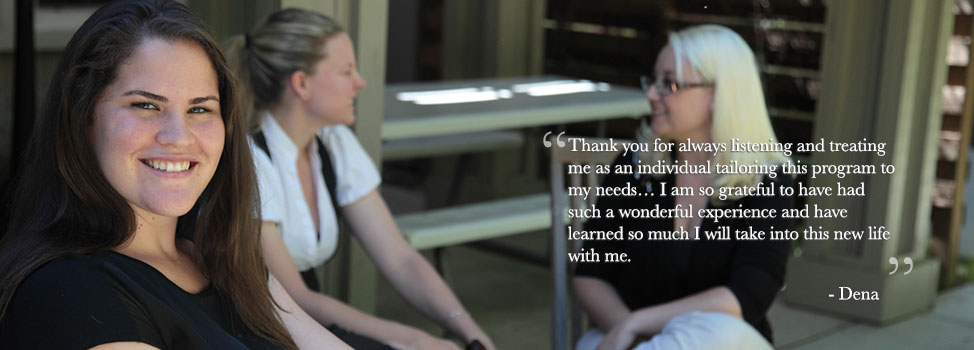 “Thank you for always listening and treating
me as an individual tailoring this program to
my needs… I am so grateful to have had
such a wonderful experience and have
learned so much I will take into this new life
with me. ”
- Dena